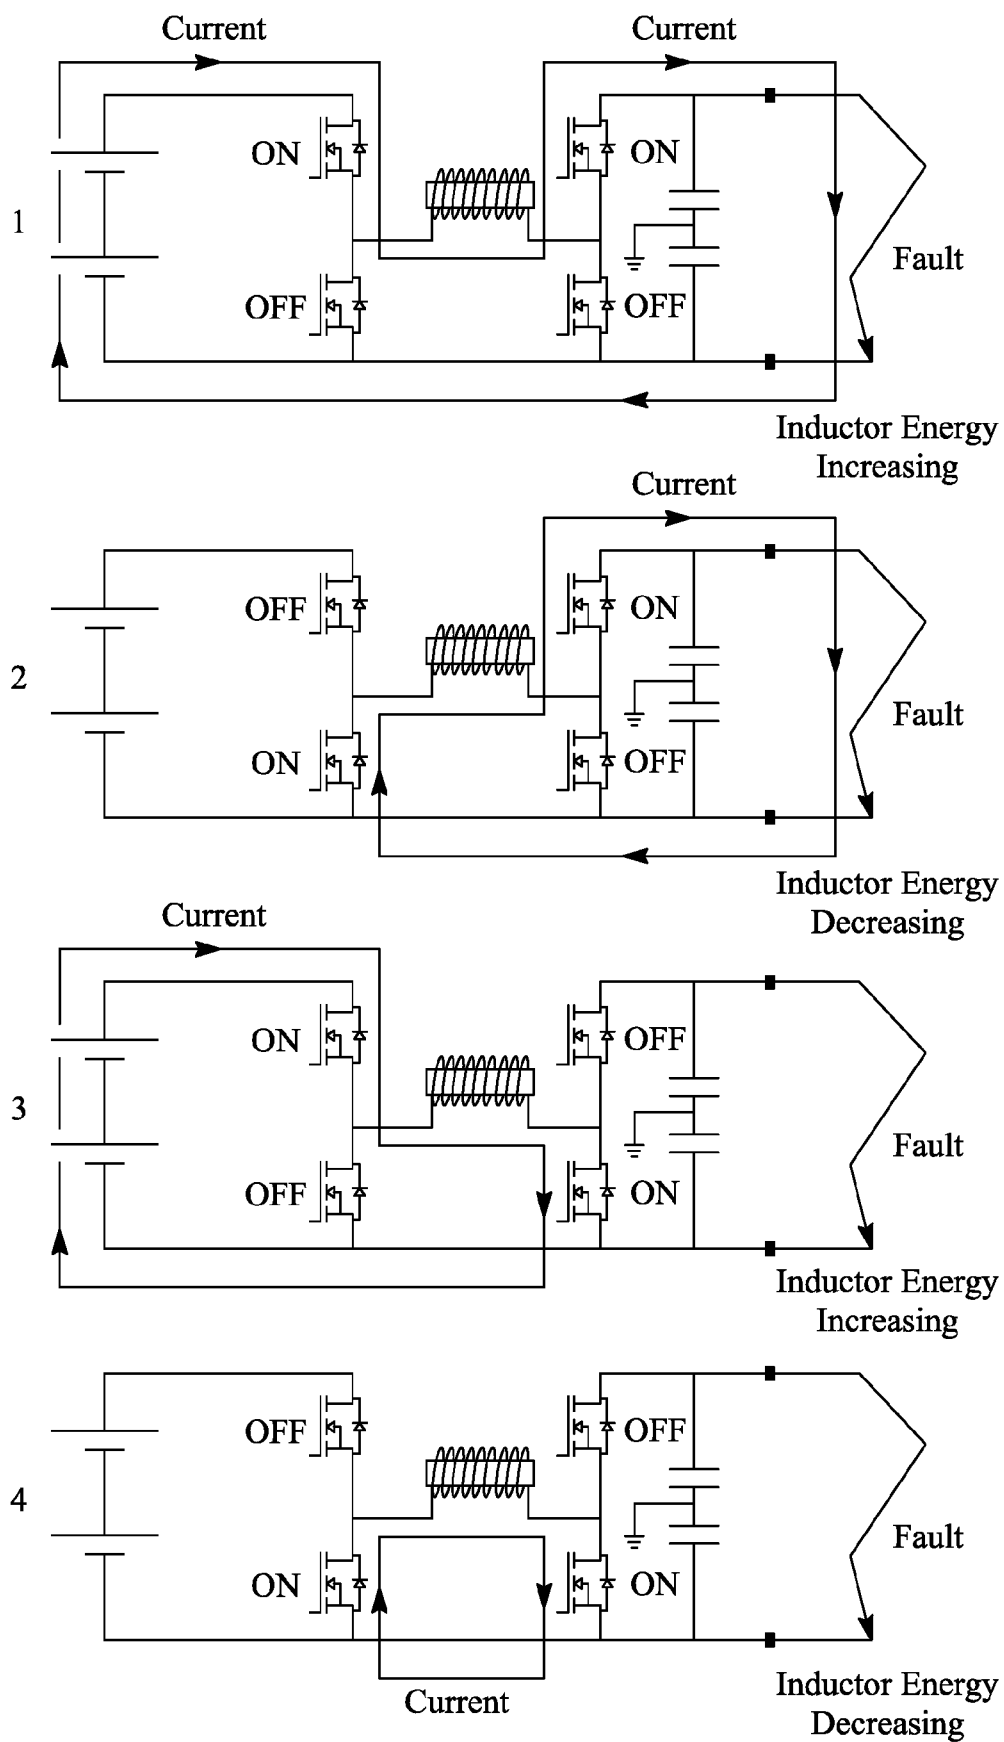 Current
Current
ON
ON
1
OFF
OFF
Fault
Inductor Energy
Increasing
Current
OFF
ON
2
ON
OFF
Fault
Inductor Energy
Decreasing
Current
ON
OFF
3
OFF
ON
Fault
Inductor Energy
Increasing
OFF
OFF
4
ON
ON
Fault
Current
Inductor Energy
Decreasing